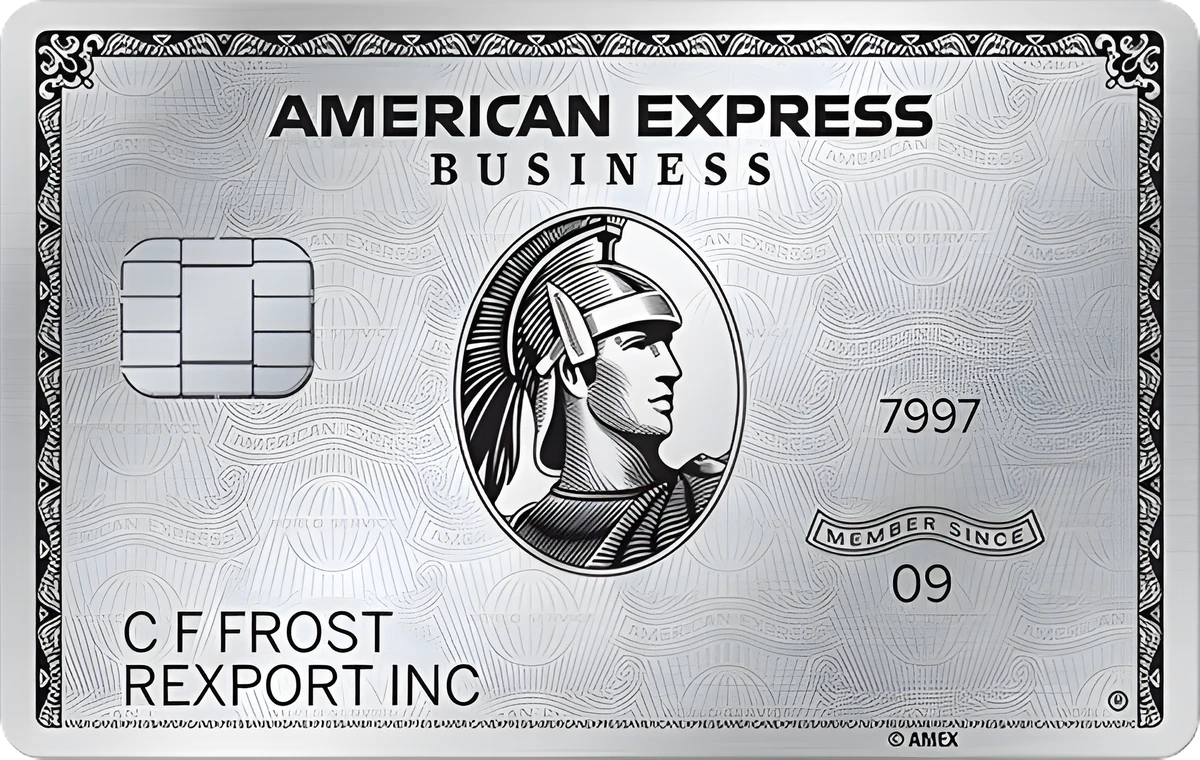 AMERICAN EXPRESS
BUSINESS
7997
MEMBER SINCE
09
C F FROST
REXPORT INC
© AMEX